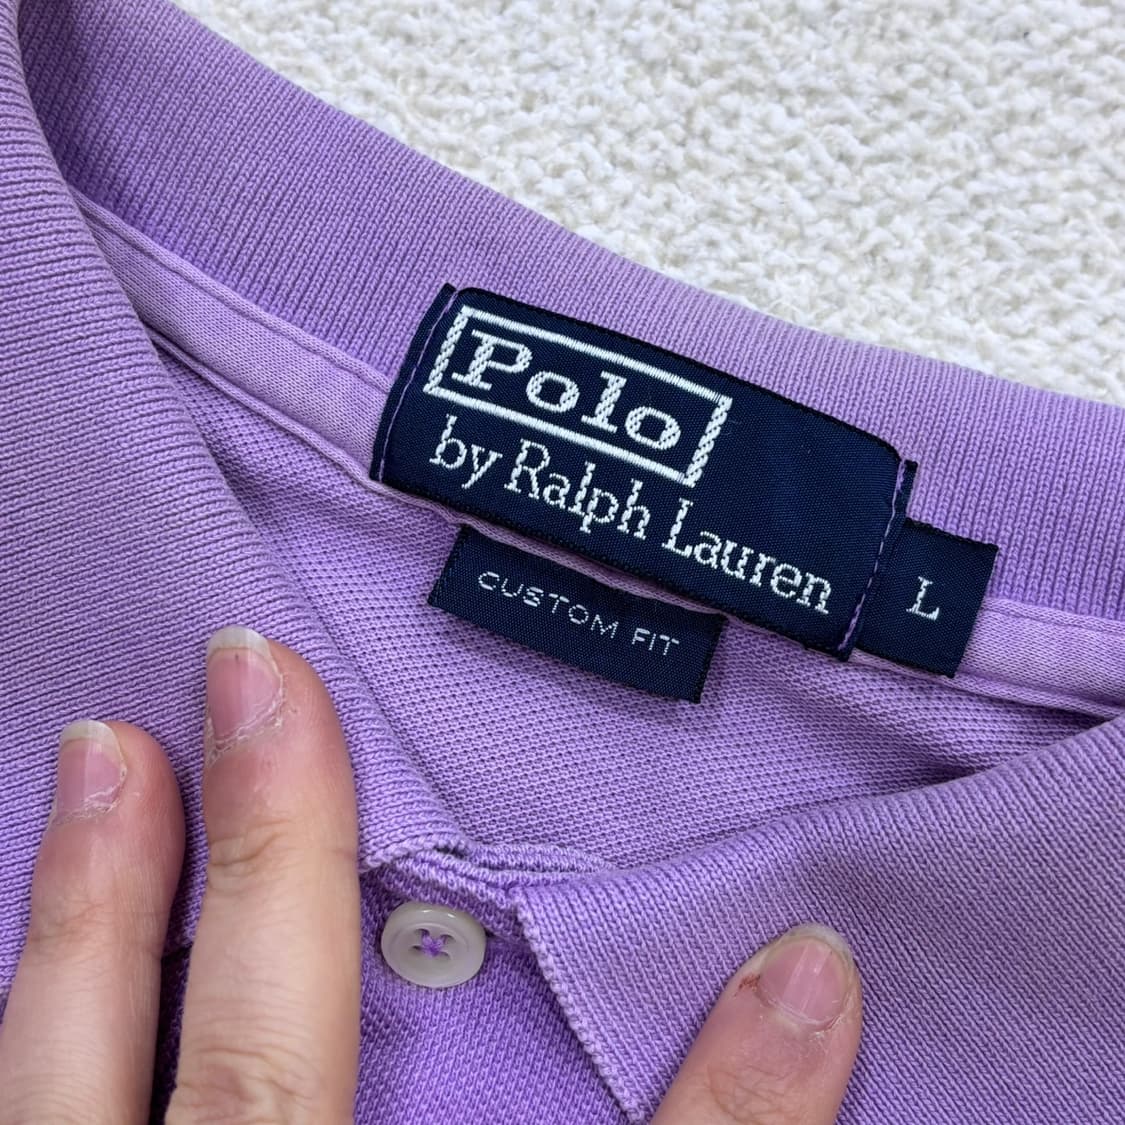 Polo
by Ralph Lauren
L
CUSTOM FIT